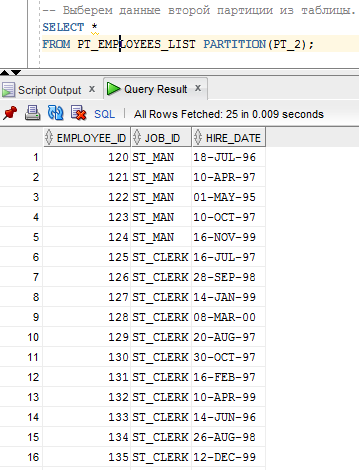 -- Выберем данные второй партиции из таблицы.
SELECT *
FROM PT_EMPLOYEES_LIST PARTITION(PT_2);
Script Output x Query Result x
SQL | All Rows Fetched: 25 in 0.009 seconds
EMPLOYEE_ID JOB_ID HIRE_DATE
1 120 ST_MAN 18-JUL-96
2 121 ST_MAN 10-APR-97
3 122 ST_MAN 01-MAY-95
4 123 ST_MAN 10-OCT-97
5 124 ST_MAN 16-NOV-99
6 125 ST_CLERK 16-JUL-97
7 126 ST_CLERK 28-SEP-98
8 127 ST_CLERK 14-JAN-99
9 128 ST_CLERK 08-MAR-00
10 129 ST_CLERK 20-AUG-97
11 130 ST_CLERK 30-OCT-97
12 131 ST_CLERK 16-FEB-97
13 132 ST_CLERK 10-APR-99
14 133 ST_CLERK 14-JUN-96
15 134 ST_CLERK 26-AUG-98
16 135 ST_CLERK 12-DEC-99